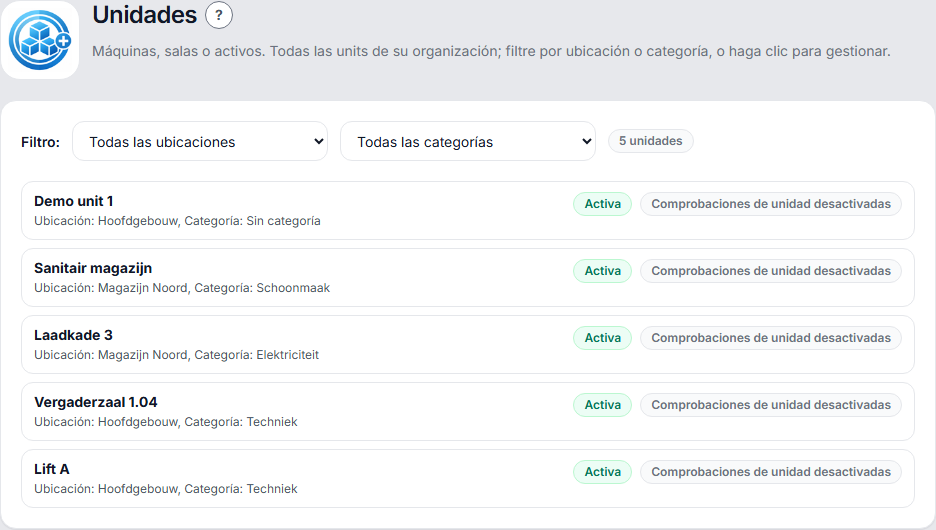 Unidades ?
Máquinas, salas o activos. Todas las units de su organización; filtre por ubicación o categoría, o haga clic para gestionar.
Filtro: Todas las ubicaciones Todas las categorías 5 unidades
Demo unit 1 Activa Comprobaciones de unidad desactivadas
Ubicación: Hoofdgebouw, Categoría: Sin categoría
Sanitair magazijn Activa Comprobaciones de unidad desactivadas
Ubicación: Magazijn Noord, Categoría: Schoonmaak
Laadkade 3 Activa Comprobaciones de unidad desactivadas
Ubicación: Magazijn Noord, Categoría: Elektriciteit
Vergaderzaal 1.04 Activa Comprobaciones de unidad desactivadas
Ubicación: Hoofdgebouw, Categoría: Techniek
Lift A Activa Comprobaciones de unidad desactivadas
Ubicación: Hoofdgebouw, Categoría: Techniek